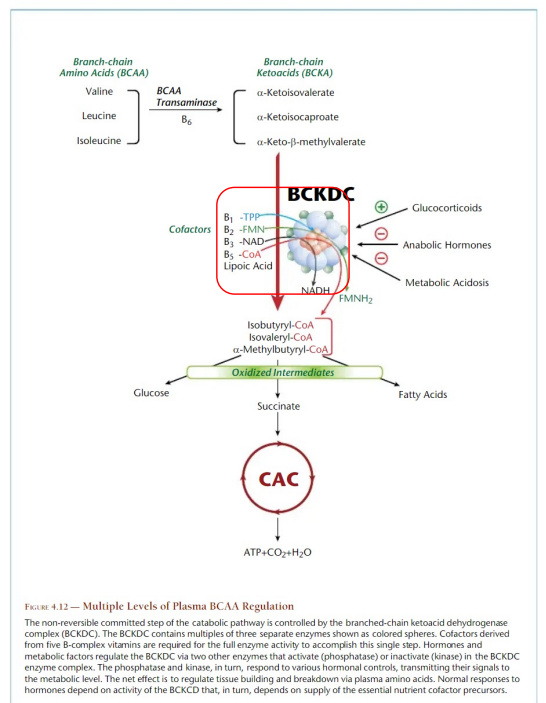 Branch-chain
Amino Acids (BCAA)
Branch-chain
Ketoacids (BCKA)
Valine
Leucine
Isoleucine
BCAA
Transaminase
B6
α-Ketoisovalerate
α-Ketoisocaproate
α-Keto-β-methylvalerate
BCKDC
Cofactors
B1 -TPP
B2 -FMN
B3 -NAD
B5 -CoA
Lipoic Acid
+
Glucocorticoids
−
Anabolic Hormones
−
Metabolic Acidosis
NADH
FMNH2
Isobutyryl-CoA
Isovaleryl-CoA
α-Methylbutyryl-CoA
Oxidized Intermediates
Glucose
Succinate
Fatty Acids
CAC
ATP+CO2+H2O
FIGURE 4.12 — Multiple Levels of Plasma BCAA Regulation
The non-reversible committed step of the catabolic pathway is controlled by the branched-chain ketoacid dehydrogenase
complex (BCKDC). The BCKDC contains multiples of three separate enzymes shown as colored spheres. Cofactors derived
from five B-complex vitamins are required for the full enzyme activity to accomplish this single step. Hormones and
metabolic factors regulate the BCKDC via two other enzymes that activate (phosphatase) or inactivate (kinase) in the BCKDC
enzyme complex. The phosphatase and kinase, in turn, respond to various hormonal controls, transmitting their signals to
the metabolic level. The net effect is to regulate tissue building and breakdown via plasma amino acids. Normal responses to
hormones depend on activity of the BCKCD that, in turn, depends on supply of the essential nutrient cofactor precursors.